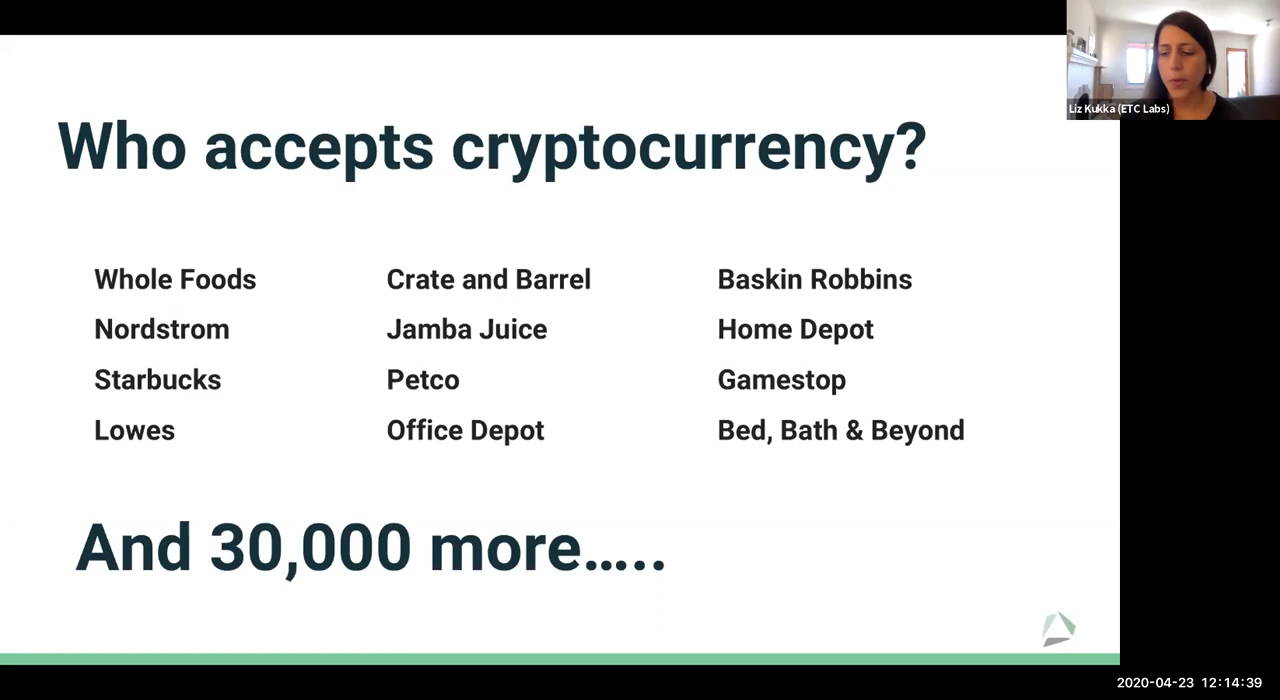 Liz Kukka (ETC Labs)
Who accepts cryptocurrency?
Whole Foods
Nordstrom
Starbucks
Lowes
Crate and Barrel
Jamba Juice
Petco
Office Depot
Baskin Robbins
Home Depot
Gamestop
Bed, Bath & Beyond
And 30,000 more.....
2020-04-23 12:14:39